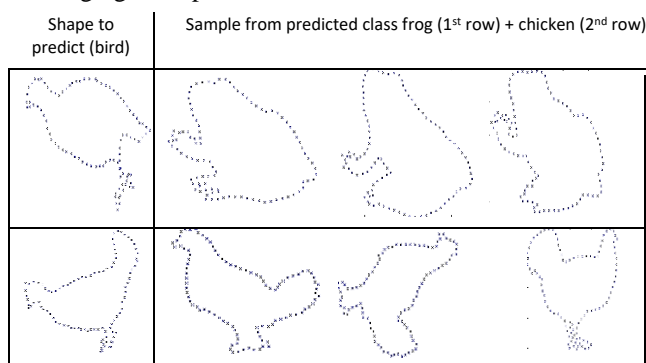 Shape to
predict (bird)
Sample from predicted class frog (1st row) + chicken (2nd row)